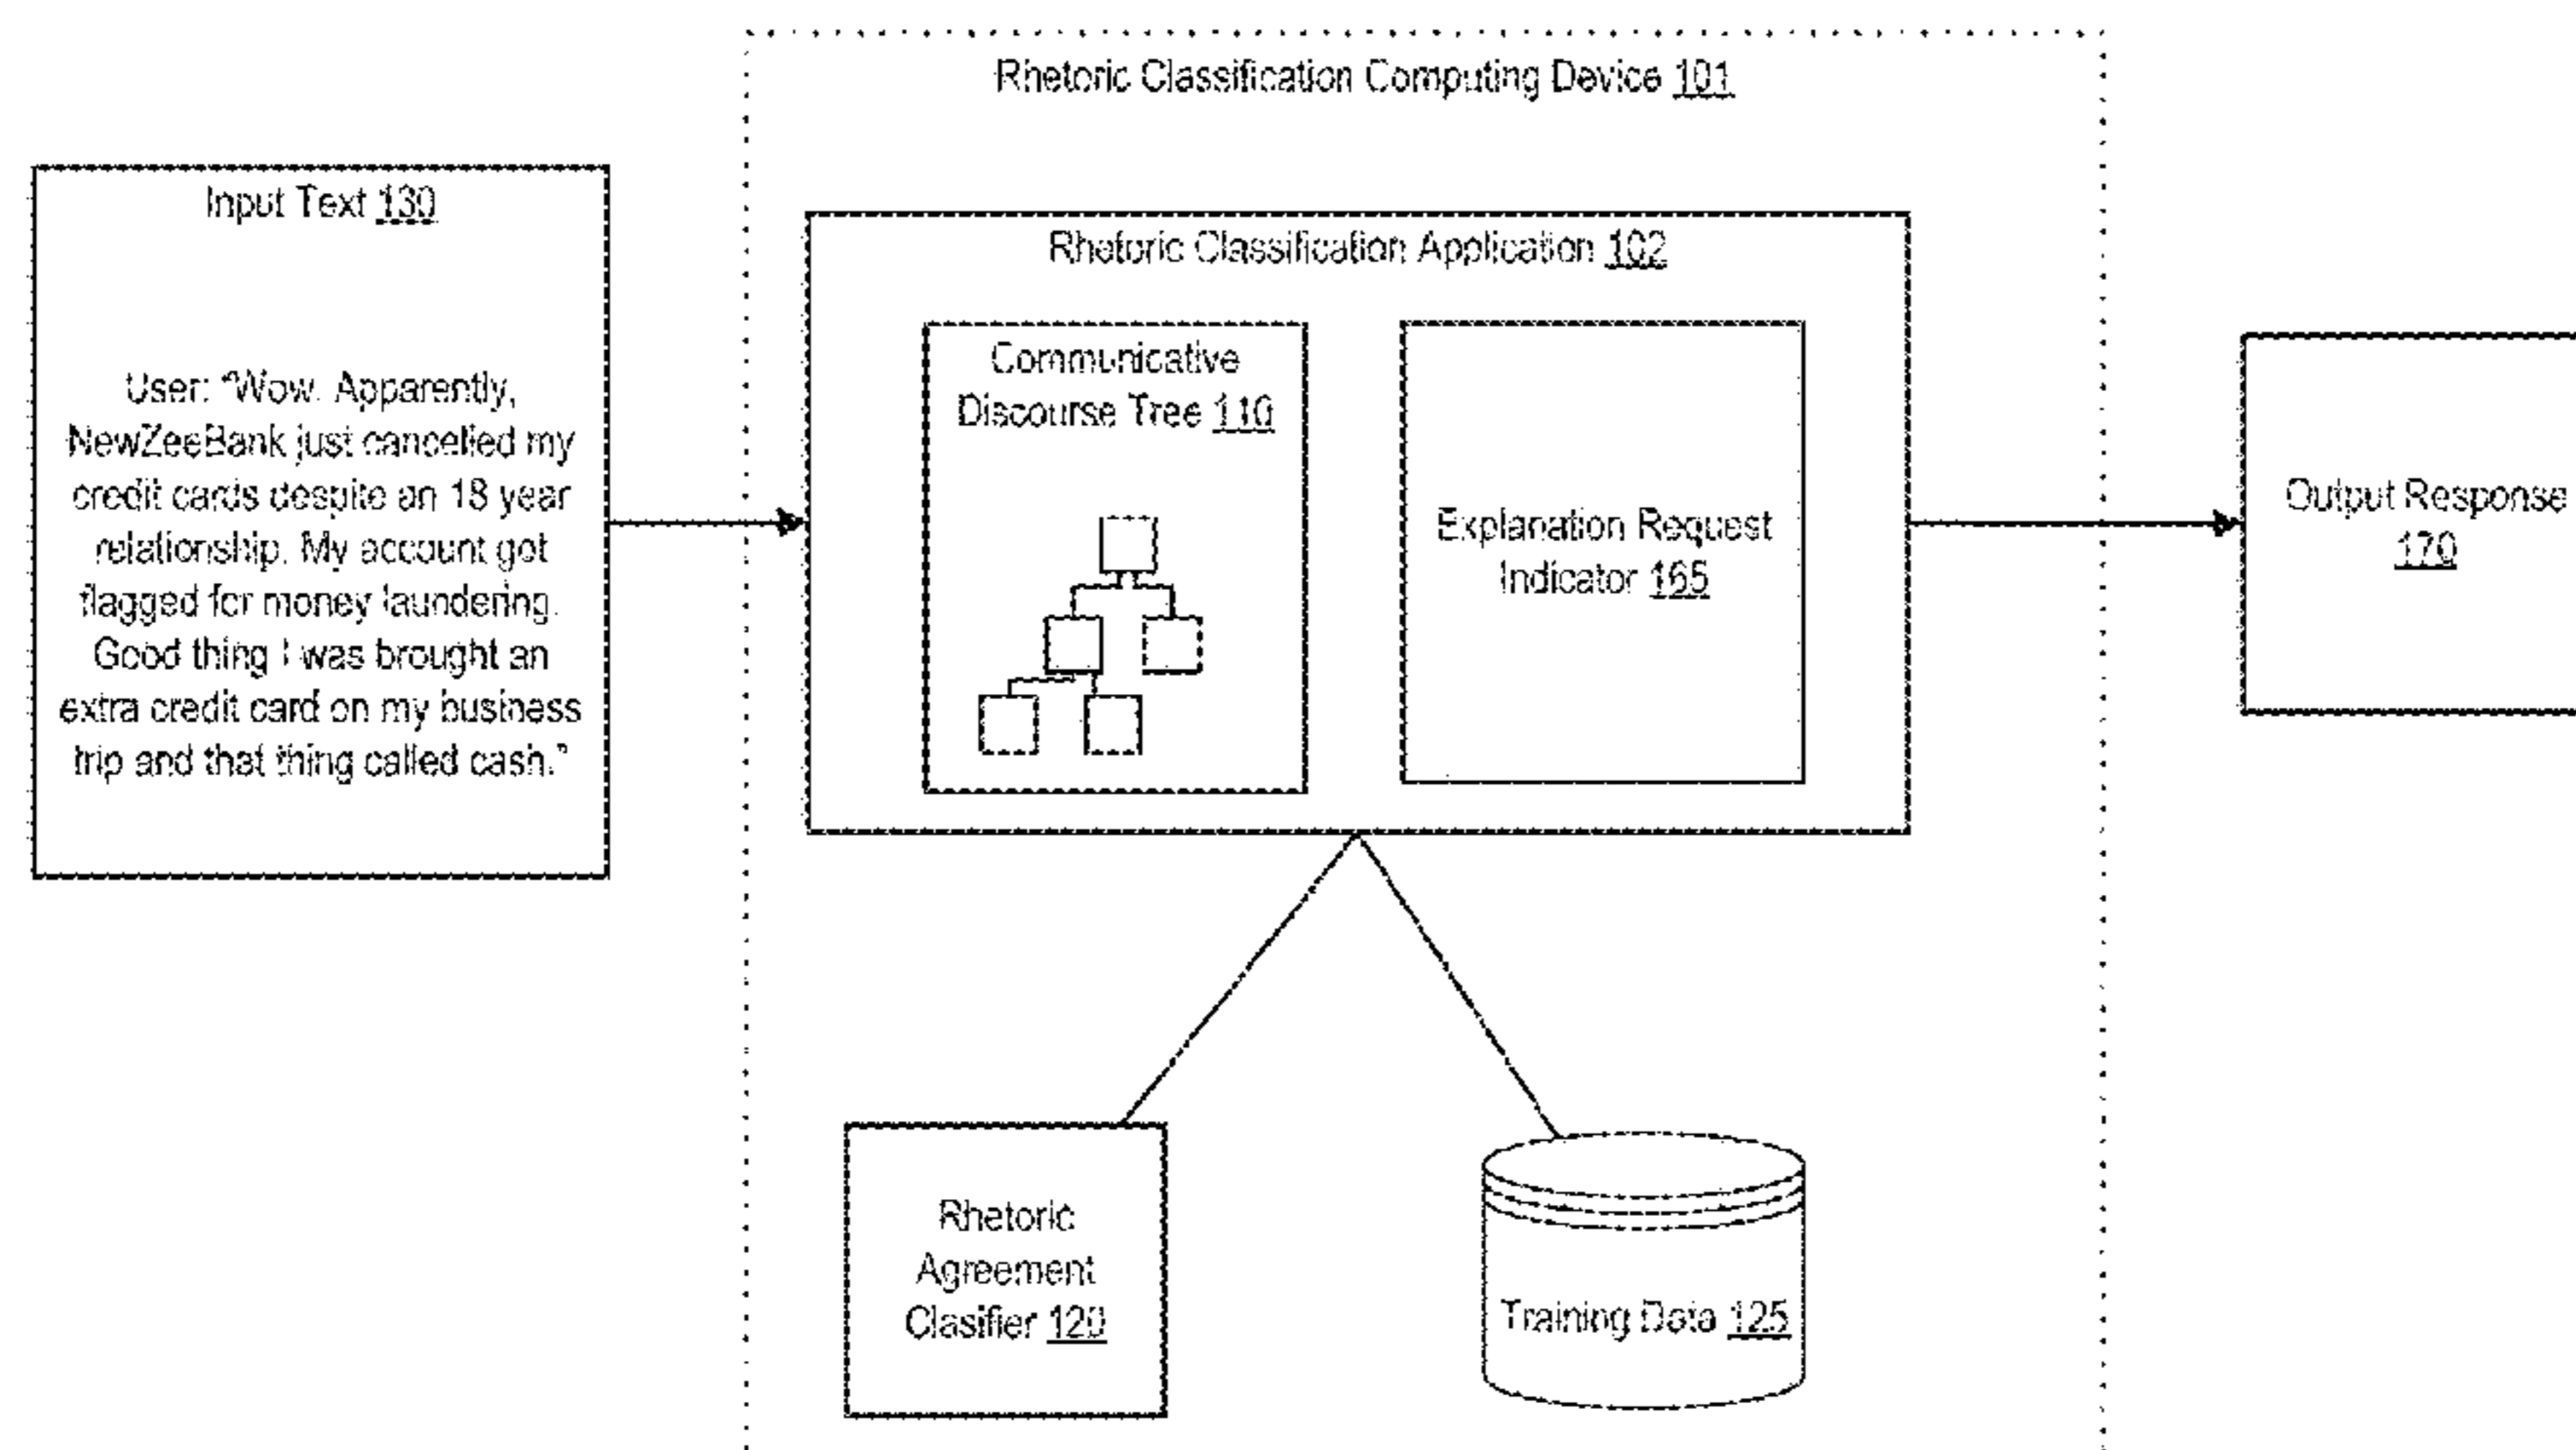 Rhetoric Classification Computing Device 101
Input Text 130
User: "Wow. Apparently,
NewZeeBank just cancelled my
credit cards despite an 18 year
relationship. My account got
flagged for money laundering.
Good thing I was brought an
extra credit card on my business
trip and that thing called cash."
Rhetoric Classification Application 102
Communicative
Discourse Tree 110
Explanation Request
Indicator 165
Output Response
170
Rhetoric
Agreement
Clasifier 120
Training Data 125